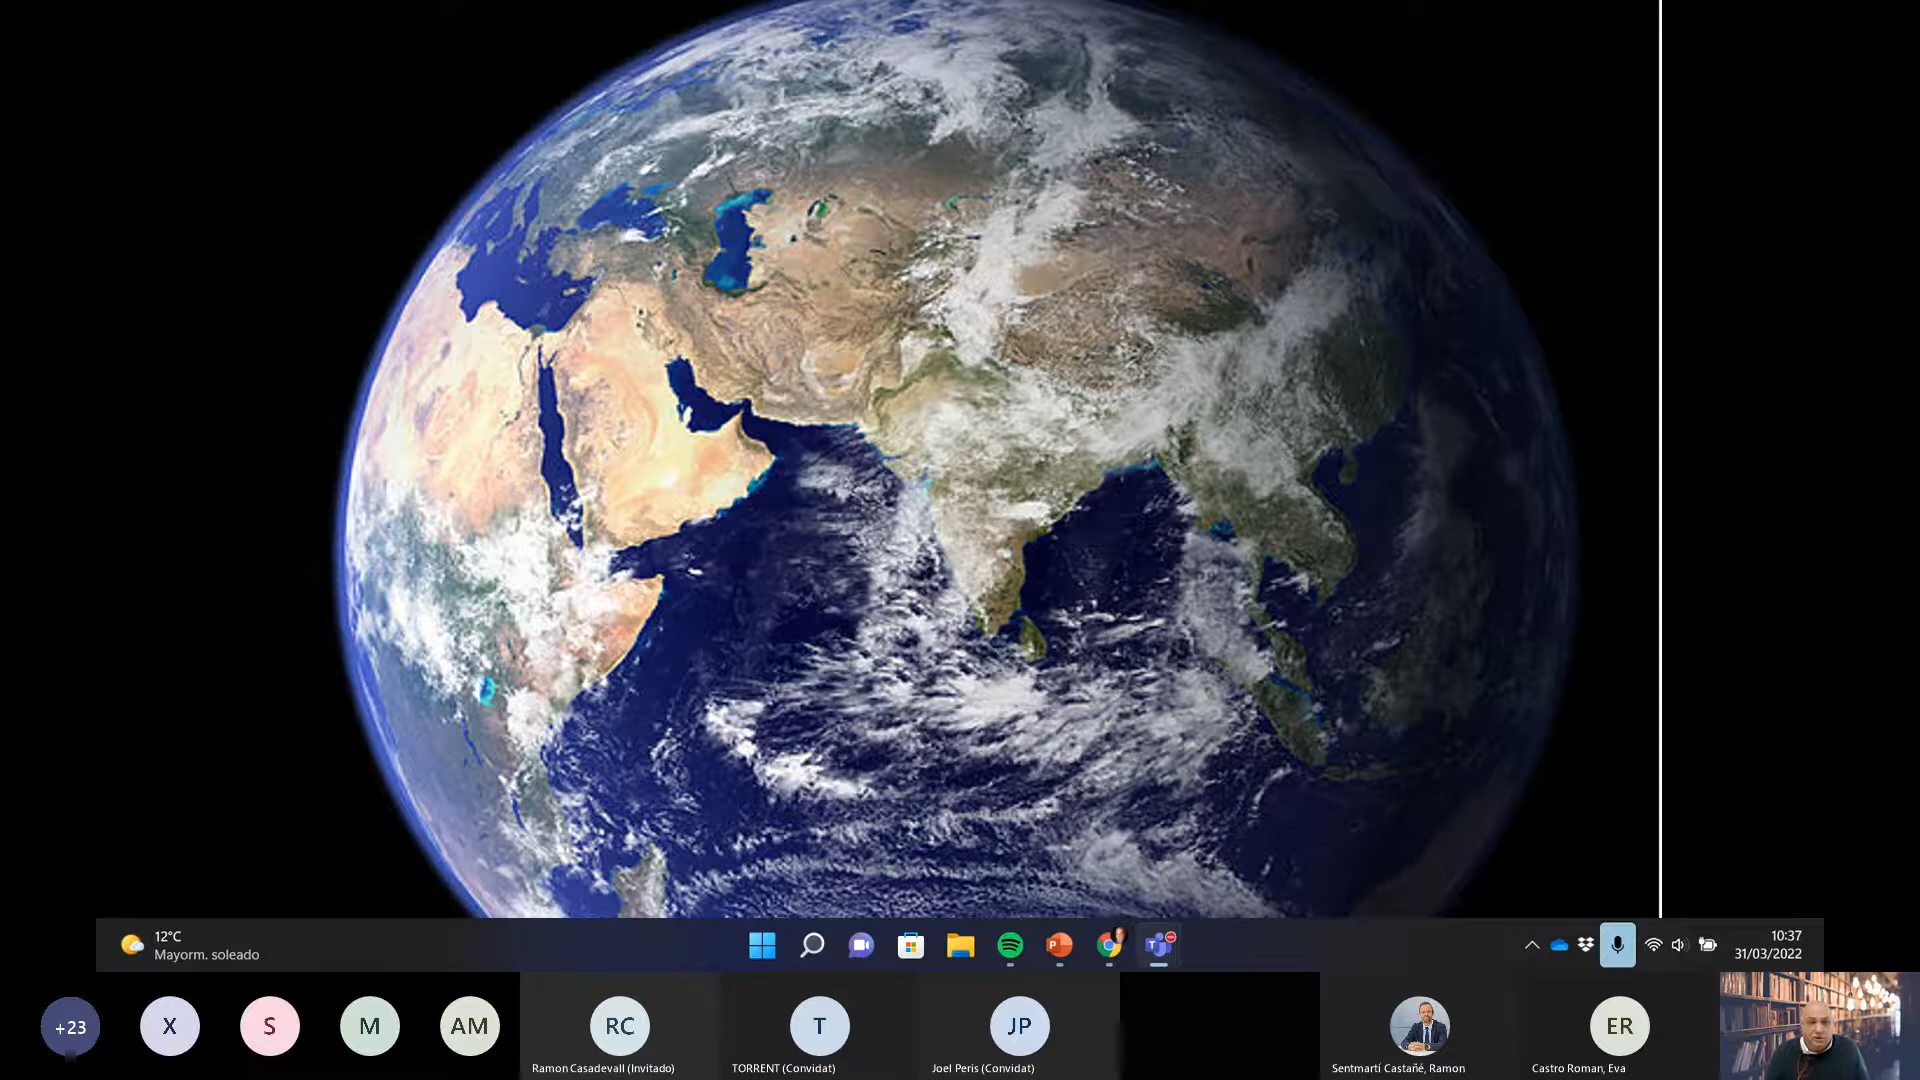 12°C
Mayorm. soleado
10:37
31/03/2022
+23
X
S
M
AM
RC
T
JP
ER
Ramon Casadevall (Invitado)
TORRENT (Convidat)
Joel Peris (Convidat)
Sentmartí Castañé, Ramon
Castro Roman, Eva